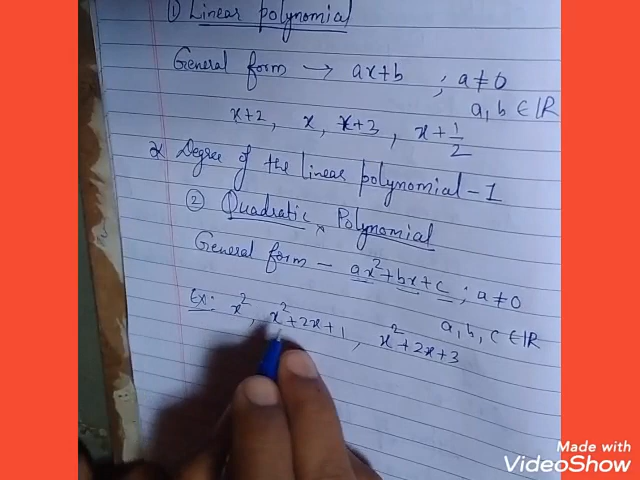 ① Linear polynomial
General form → ax+b ; a≠0
a, b ∈ IR
x+2, x, x+3, x+1/2
* Degree of the linear polynomial - 1
② Quadratic Polynomial
General form - ax²+bx+c ; a≠0
a, b, c ∈ IR
Ex: x², x²+2x+1, x²+2x+3
Made with
VideoShow